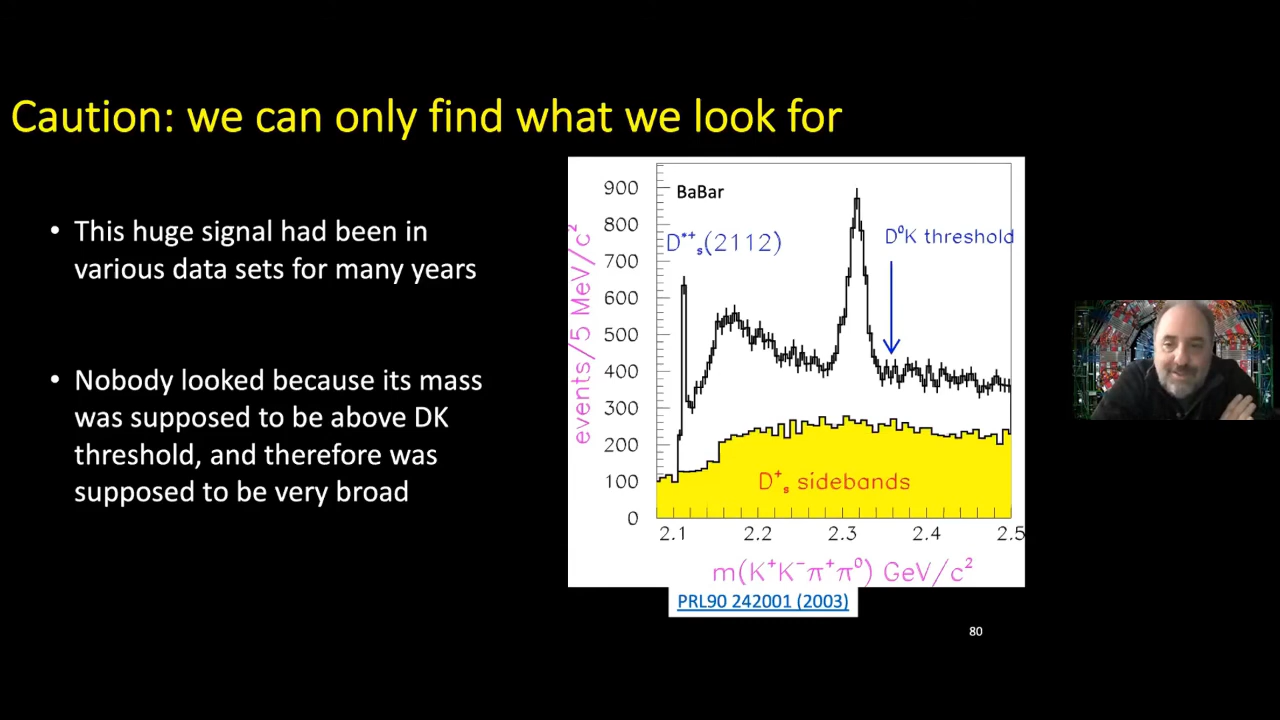 Caution: we can only find what we look for
• This huge signal had been in
various data sets for many years
• Nobody looked because its mass
was supposed to be above DK
threshold, and therefore was
supposed to be very broad
BaBar
D*⁺ₛ(2112)
D⁰K threshold
D⁺ₛ sidebands
events/5 MeV/c²
900
800
700
600
500
400
300
200
100
0
2.1 2.2 2.3 2.4 2.5
m(K⁺K⁻π⁺π⁰) GeV/c²
PRL90 242001 (2003)
80